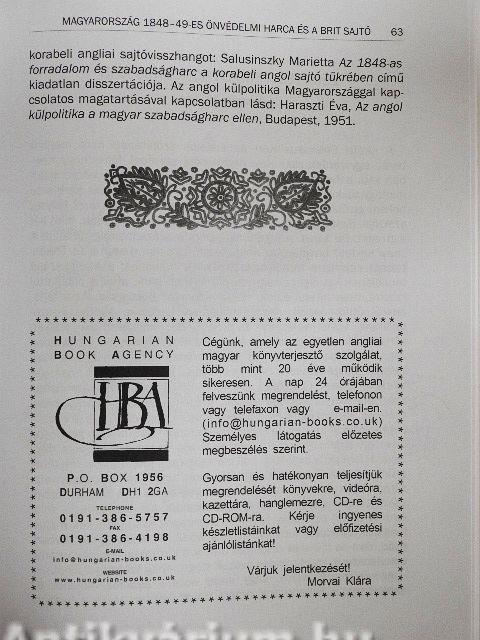 MAGYARORSZÁG 1848–49-ES ÖNVÉDELMI HARCA ÉS A BRIT SAJTÓ 63
korabeli angliai sajtóvisszhangot: Salusinszky Marietta Az 1848-as
forradalom és szabadságharc a korabeli angol sajtó tükrében című
kiadatlan disszertációja. Az angol külpolitika Magyarországgal kap-
csolatos magatartásával kapcsolatban lásd: Haraszti Éva, Az angol
külpolitika a magyar szabadságharc ellen, Budapest, 1951.
HUNGARIAN
BOOK AGENCY
HBA
P.O. BOX 1956
DURHAM DH1 2GA
TELEPHONE
0191-386-5757
FAX
0191-386-4198
E-MAIL
info@hungarian-books.co.uk
WEBSITE
www.hungarian-books.co.uk
Cégünk, amely az egyetlen angliai
magyar könyvterjesztő szolgálat,
több mint 20 éve működik
sikeresen. A nap 24 órájában
felveszünk megrendelést, telefonon
vagy telefaxon vagy e-mail-en.
(info@hungarian-books.co.uk)
Személyes látogatás előzetes
megbeszélés szerint.
Gyorsan és hatékonyan teljesítjük
megrendelését könyvekre, videóra,
kazettára, hanglemezre, CD-re és
CD-ROM-ra. Kérje ingyenes
készletlistáinkat vagy előfizetési
ajánlólistánkat!
Várjuk jelentkezését!
Morvai Klára
Antikvárium.hu